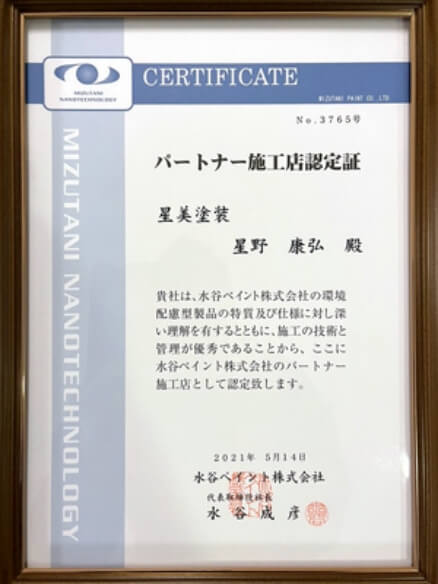 MIZUTANI
NANOTECHNOLOGY
CERTIFICATE
MIZUTANI PAINT CO.,LTD
MIZUTANI NANOTECHNOLOGY
No.3765号
パートナー施工店認定証
星美塗装
星野 康弘 殿
貴社は、水谷ペイント株式会社の環境
配慮型製品の特質及び仕様に対し深
い理解を有するとともに、施工の技術と
管理が優秀であることから、ここに
水谷ペイント株式会社のパートナー
施工店として認定致します。
2021年 5月14日
水谷ペイント株式会社
代表取締役社長
水谷成彦